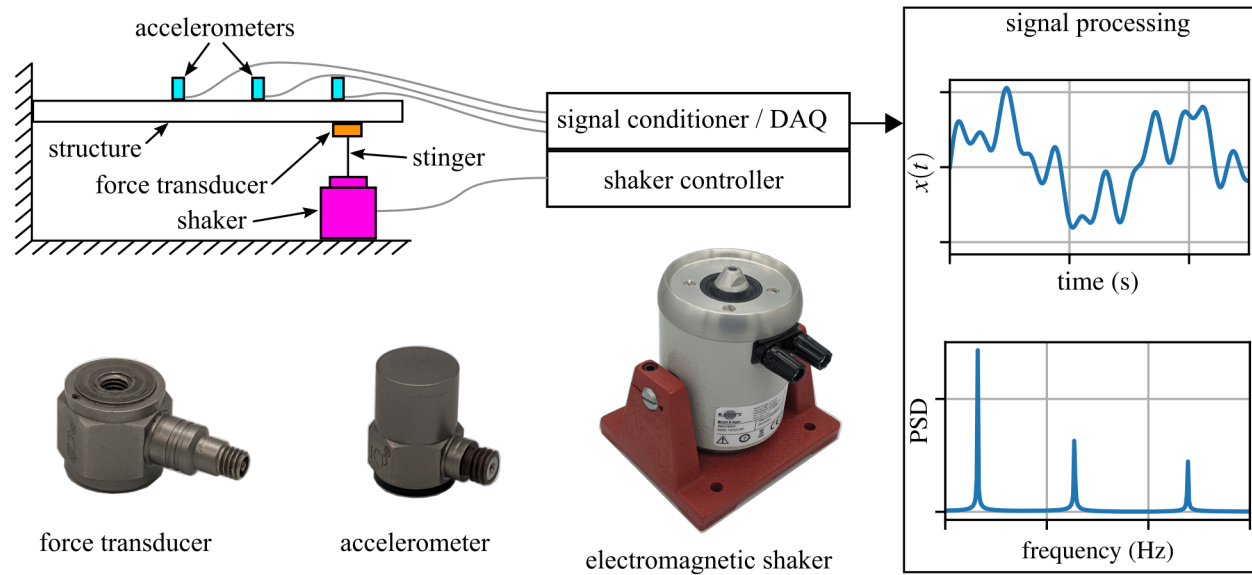 accelerometers
structure
force transducer
shaker
stinger
signal conditioner / DAQ
shaker controller
signal processing
x(t)
time (s)
PSD
frequency (Hz)
force transducer
accelerometer
electromagnetic shaker